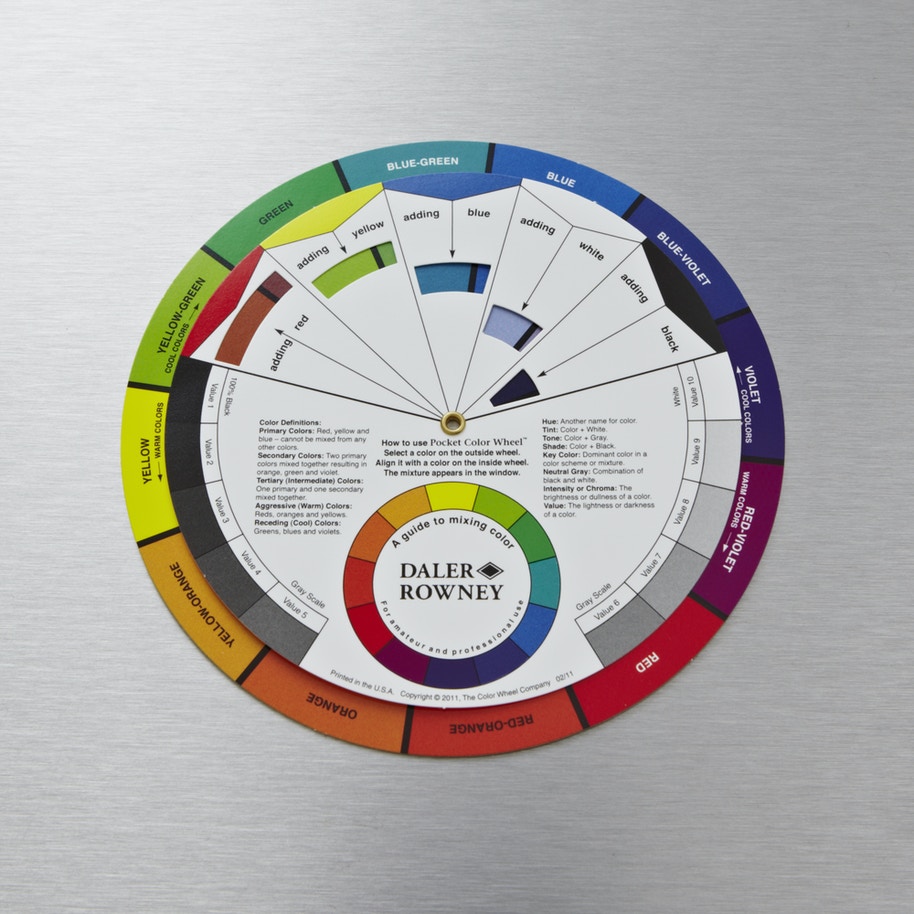 BLUE-GREEN
BLUE
BLUE-VIOLET
VIOLET
COOL COLORS
RED-VIOLET
WARM COLORS
RED
RED-ORANGE
ORANGE
YELLOW-ORANGE
YELLOW
WARM COLORS
YELLOW-GREEN
COOL COLORS
GREEN
adding red
adding yellow
adding blue
adding white
adding black
100% Black
Value 1
Value 2
Value 3
Value 4
Value 5
Gray Scale
White
Value 10
Value 9
Value 8
Value 7
Value 6
Gray Scale
Color Definitions:
Primary Colors: Red, yellow and
blue – cannot be mixed from any
other colors.
Secondary Colors: Two primary
colors mixed together resulting in
orange, green and violet.
Tertiary (Intermediate) Colors:
One primary and one secondary
mixed together.
Aggressive (Warm) Colors:
Reds, oranges and yellows.
Receding (Cool) Colors:
Greens, blues and violets.
How to use Pocket Color Wheel™
Select a color on the outside wheel.
Align it with a color on the inside wheel.
The mixture appears in the window.
Hue: Another name for color.
Tint: Color + White.
Tone: Color + Gray.
Shade: Color + Black.
Key Color: Dominant color in a
color scheme or mixture.
Neutral Gray: Combination of
black and white.
Intensity or Chroma: The
brightness or dullness of a color.
Value: The lightness or darkness
of a color.
A guide to mixing color
DALER
ROWNEY
For amateur and professional use
Printed in the U.S.A. Copyright © 2011, The Color Wheel Company 02/11